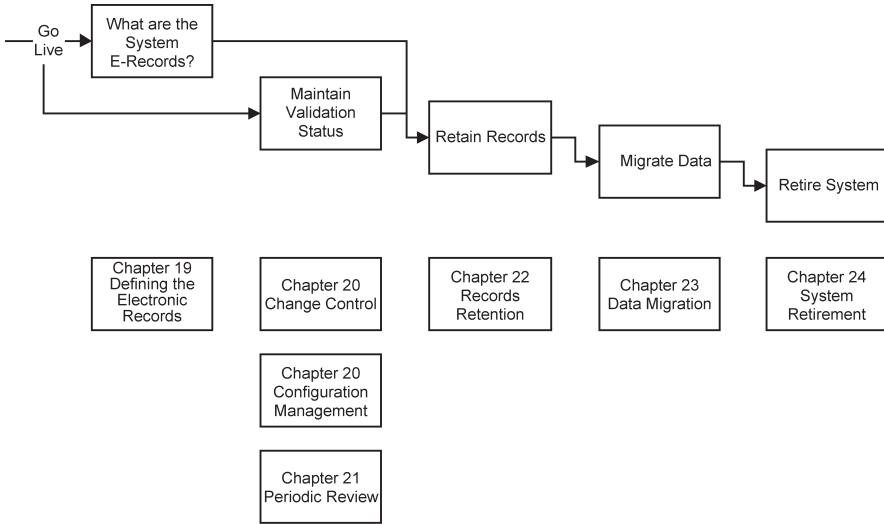 Go
Live
What are the
System
E-Records?
Maintain
Validation
Status
Retain Records
Migrate Data
Retire System
Chapter 19
Defining the
Electronic
Records
Chapter 20
Change Control
Chapter 22
Records
Retention
Chapter 23
Data Migration
Chapter 24
System
Retirement
Chapter 20
Configuration
Management
Chapter 21
Periodic Review